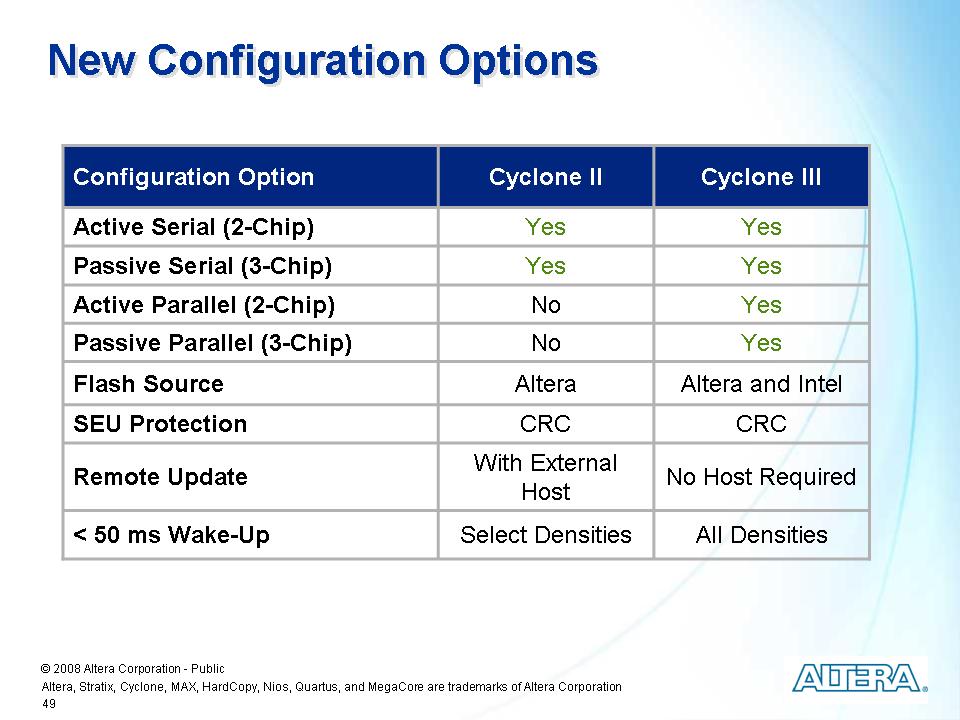 New Configuration Options
Configuration Option Cyclone II Cyclone III
Active Serial (2-Chip) Yes Yes
Passive Serial (3-Chip) Yes Yes
Active Parallel (2-Chip) No Yes
Passive Parallel (3-Chip) No Yes
Flash Source Altera Altera and Intel
SEU Protection CRC CRC
Remote Update With External Host No Host Required
< 50 ms Wake-Up Select Densities All Densities
© 2008 Altera Corporation - Public
Altera, Stratix, Cyclone, MAX, HardCopy, Nios, Quartus, and MegaCore are trademarks of Altera Corporation
49
ALTERA®